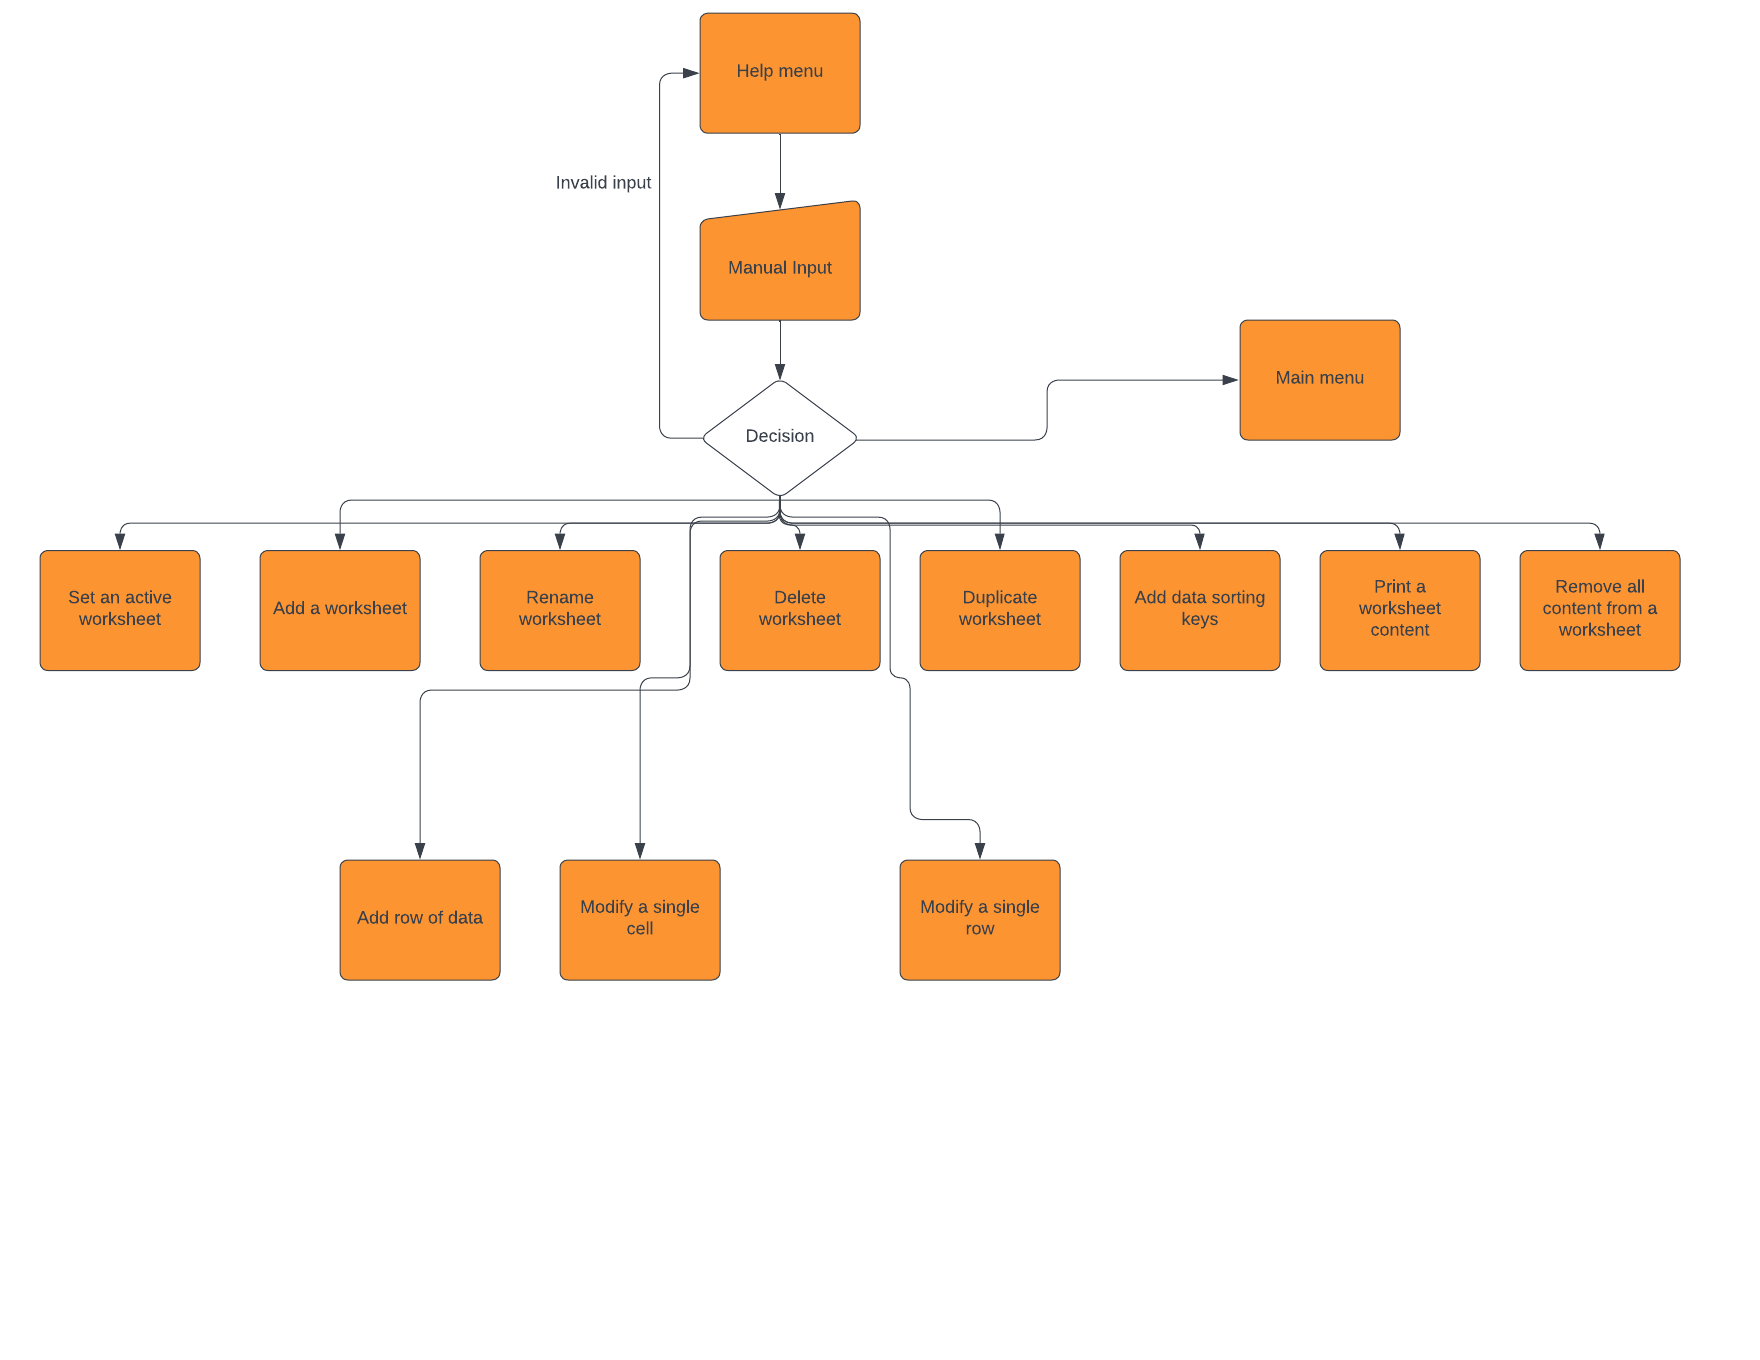 Help menu
Invalid input
Manual Input
Main menu
Decision
Set an active
worksheet
Add a worksheet
Rename
worksheet
Delete
worksheet
Duplicate
worksheet
Add data sorting
keys
Print a
worksheet
content
Remove all
content from a
worksheet
Add row of data
Modify a single
cell
Modify a single
row